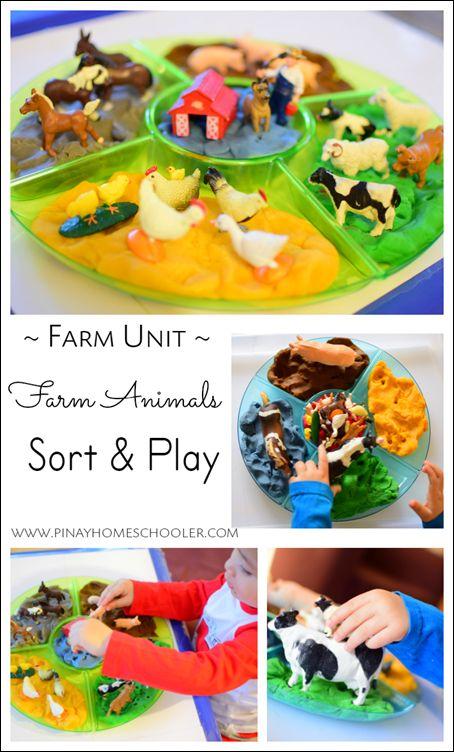 ~ FARM UNIT ~
Farm Animals
Sort & Play
WWW.PINAYHOMESCHOOLER.COM